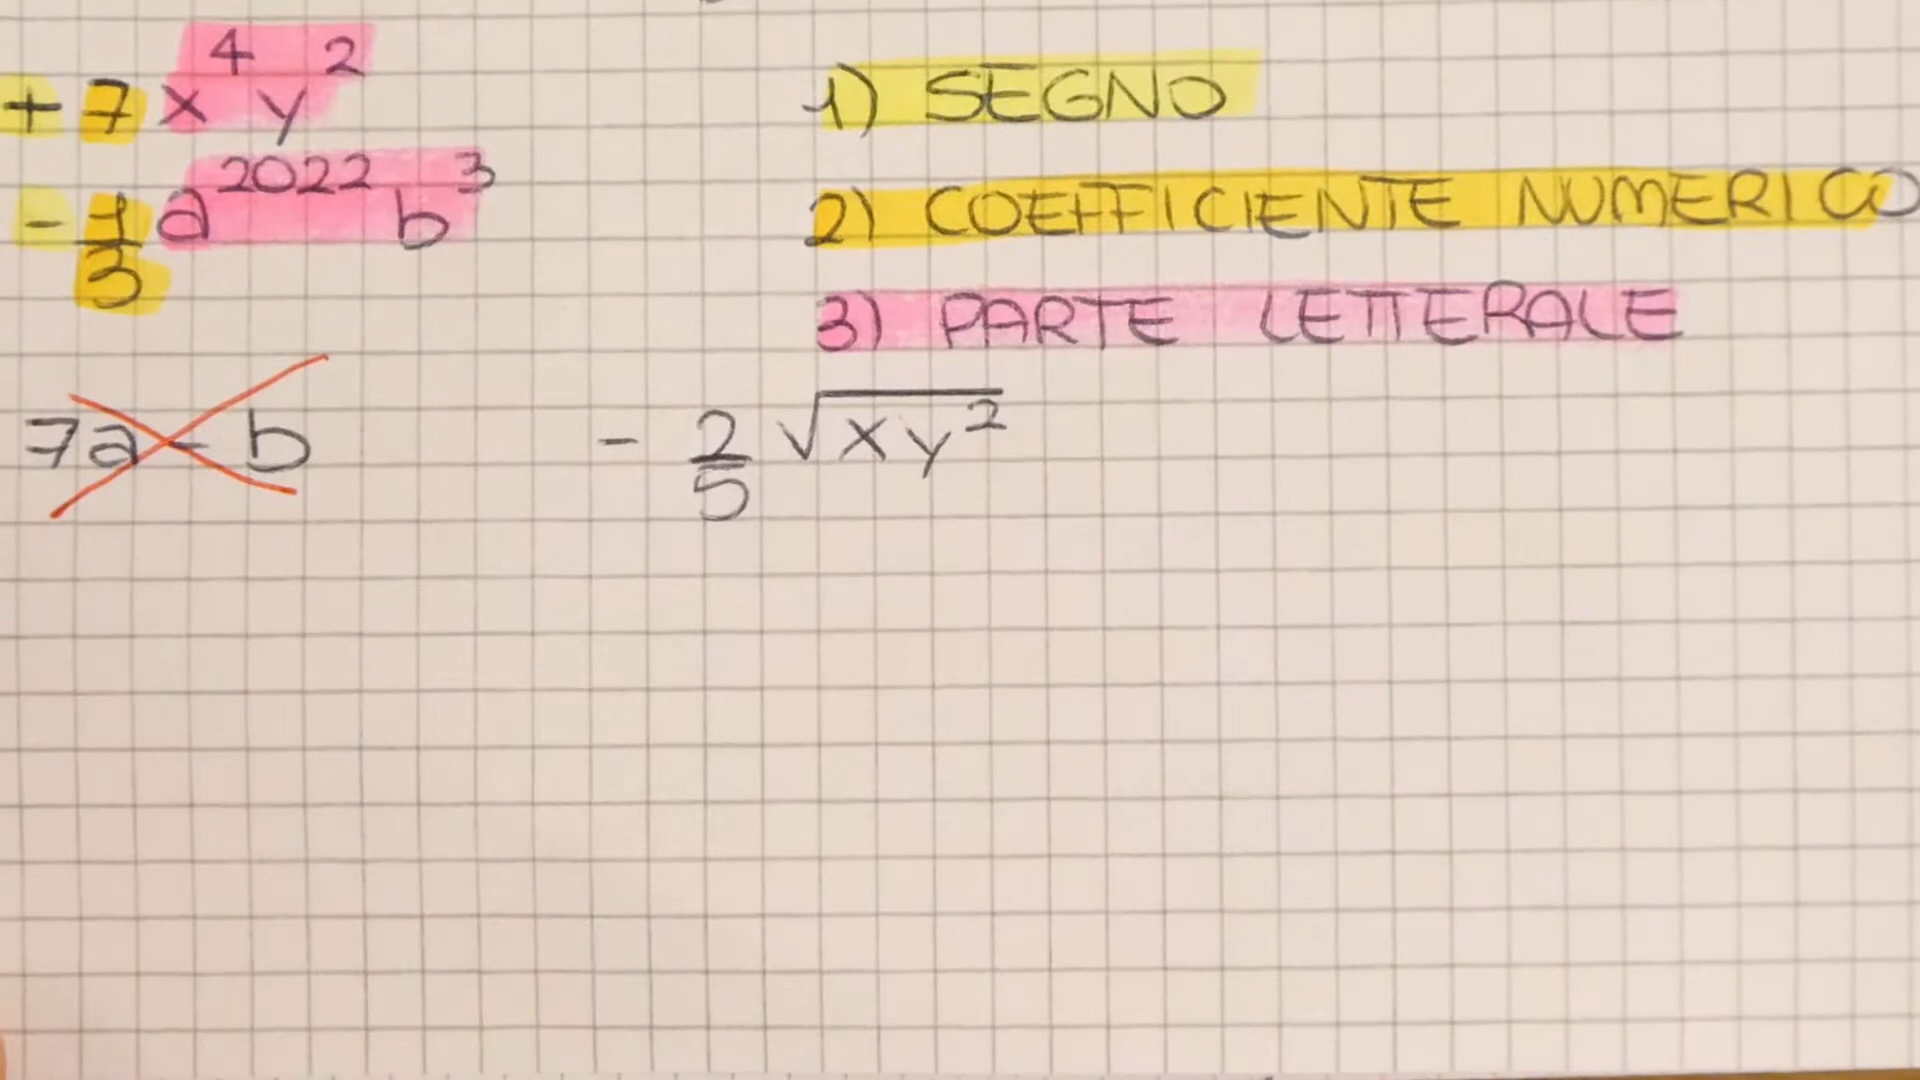 + 7 x⁴ y²
- 1/3 a²⁰²² b³
1) SEGNO
2) COEFFICIENTE NUMERICO
3) PARTE LETTERALE
7a - b
- 2/5 √xy²